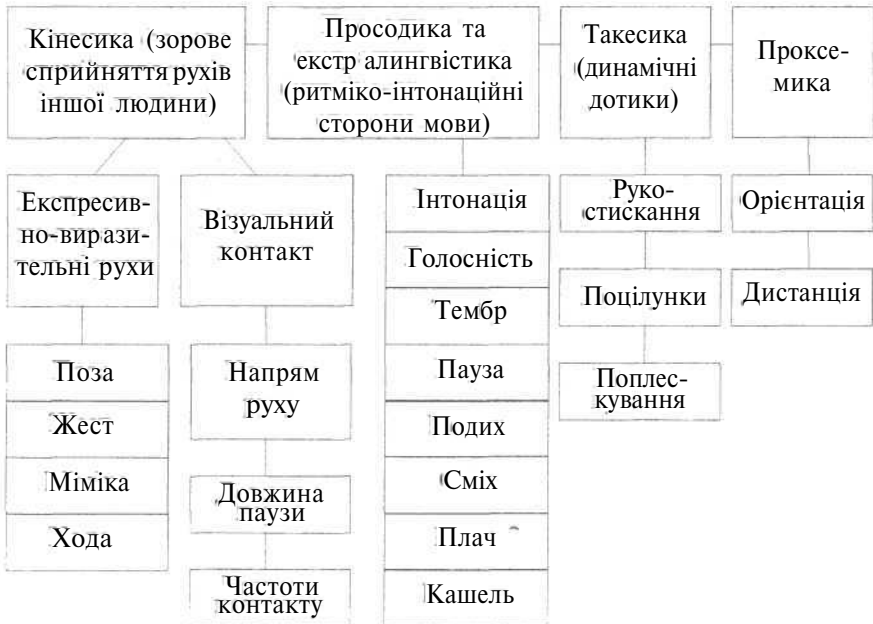 Кінесика (зорове
сприйняття рухів
іншої людини)
Просодика та
екстр алингвістика
(ритміко-інтонаційні
сторони мови)
Такесика
(динамічні
дотики)
Проксе-
мика
Експресив-
но-вирази-
тельні рухи
Поза
Жест
Міміка
Хода
Візуальний
контакт
Напрям
руху
Довжина
паузи
Частоти
контакту
Інтонація
Голосність
Тембр
Пауза
Подих
Сміх
Плач
Кашель
Руко-
стискання
Поцілунки
Поплес-
кування
Орієнтація
Дистанція